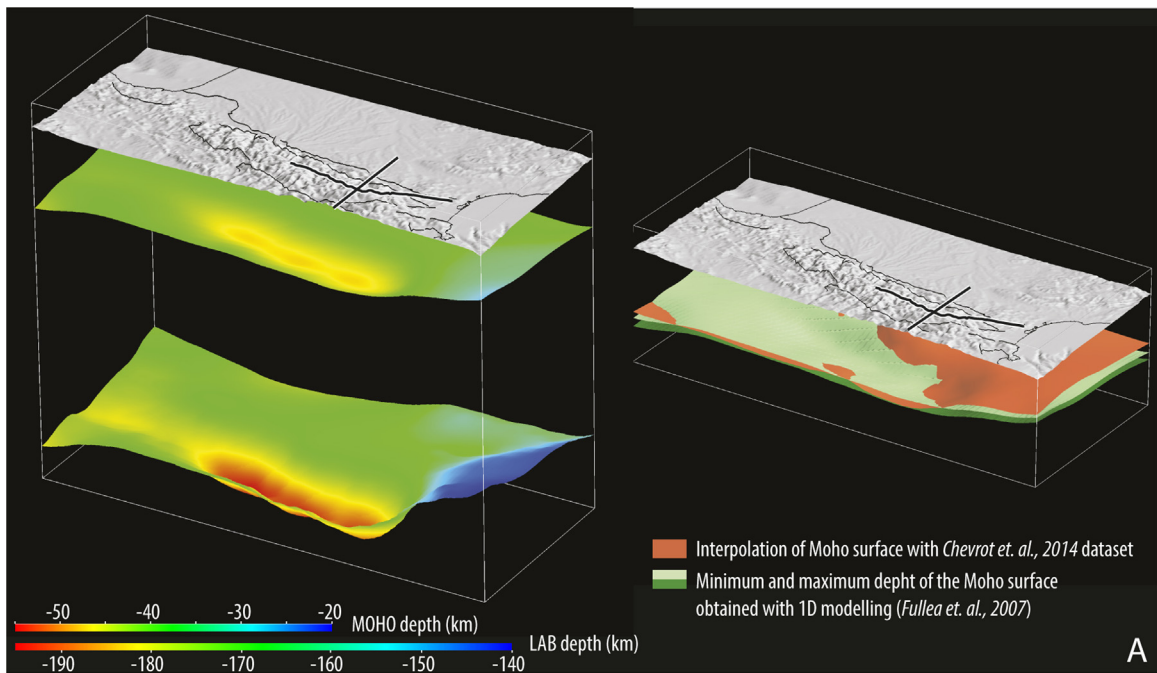 Interpolation of Moho surface with Chevrot et. al., 2014 dataset
Minimum and maximum depht of the Moho surface
obtained with 1D modelling (Fullea et. al., 2007)
-50 -40 -30 -20
MOHO depth (km)
LAB depth (km)
-190 -180 -170 -160 -150 -140
A